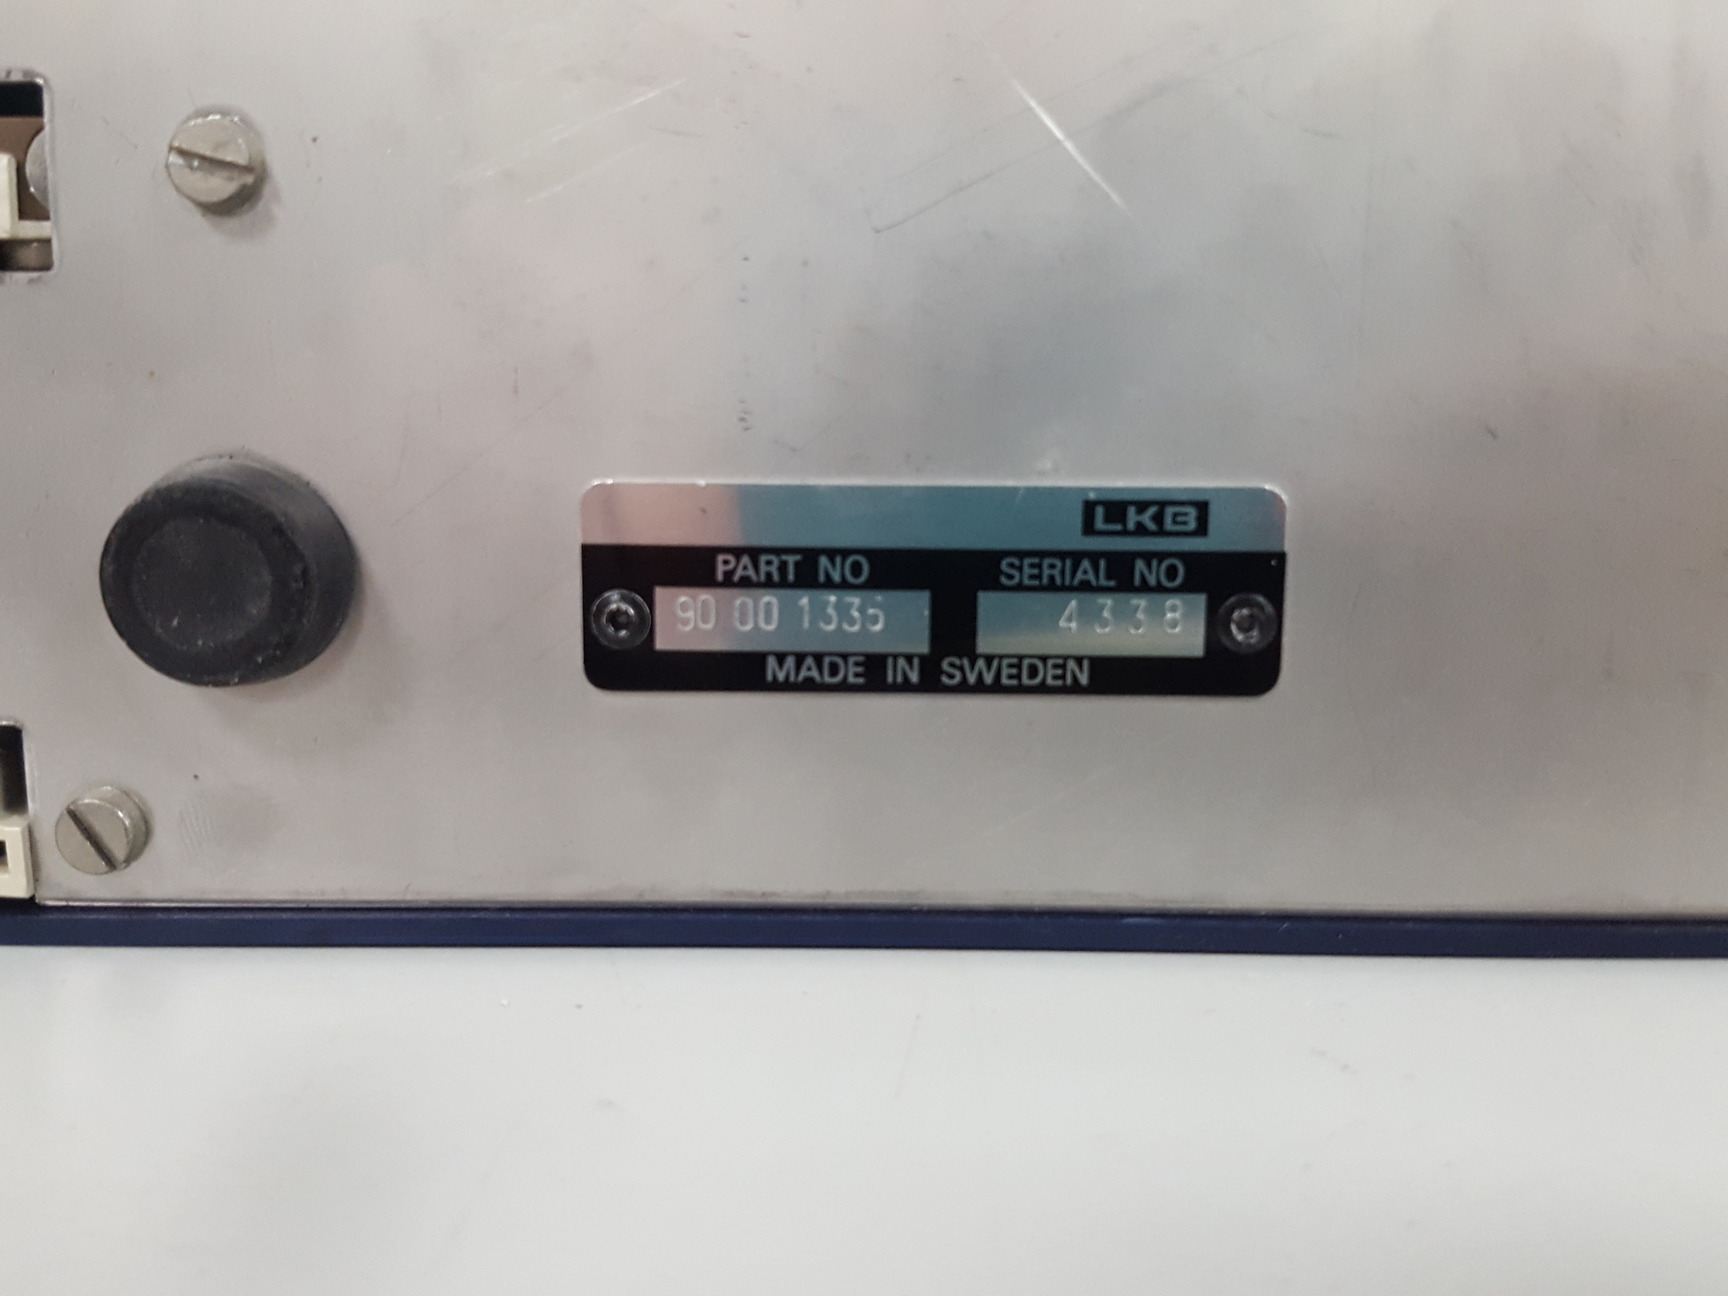 LKB
PART NO SERIAL NO
90 00 1335 4338
MADE IN SWEDEN